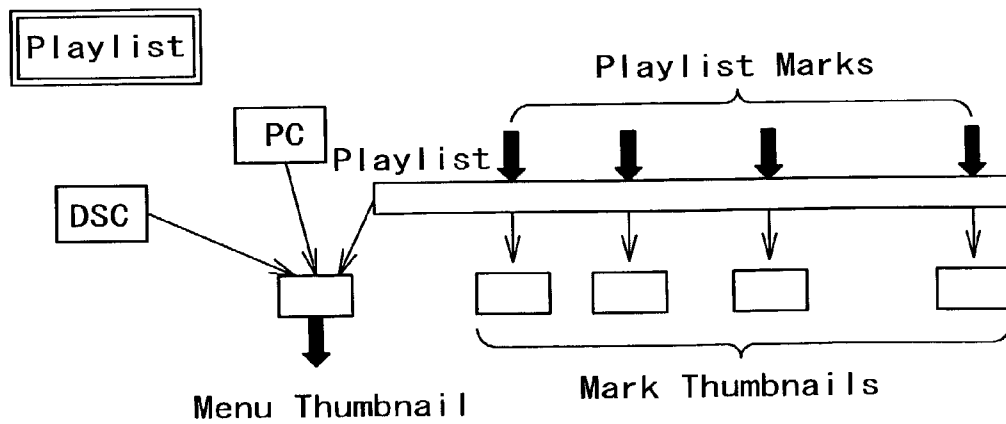 Playlist
Playlist Marks
PC
Playlist
DSC
Mark Thumbnails
Menu Thumbnail